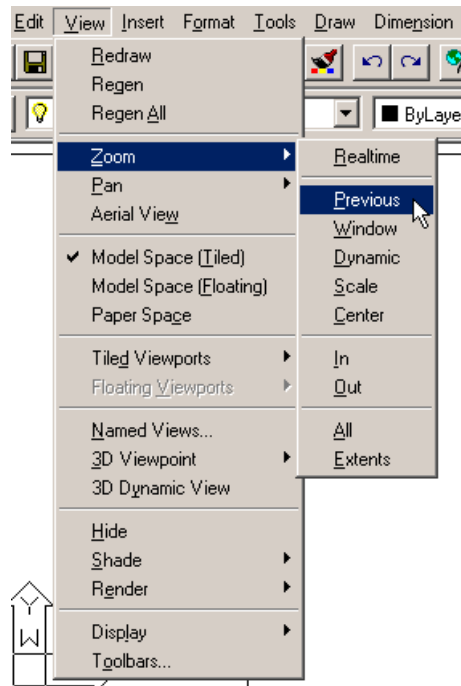 Edit View Insert Format Tools Draw Dimension
Redraw
Regen
Regen All
ByLaye
Zoom
Realtime
Pan
Previous
Aerial View
Window
Model Space (Tiled)
Dynamic
Model Space (Floating)
Scale
Paper Space
Center
Tiled Viewports
In
Floating Viewports
Out
Named Views...
All
3D Viewpoint
Extents
3D Dynamic View
Hide
Shade
Render
Display
Toolbars...
Y
W